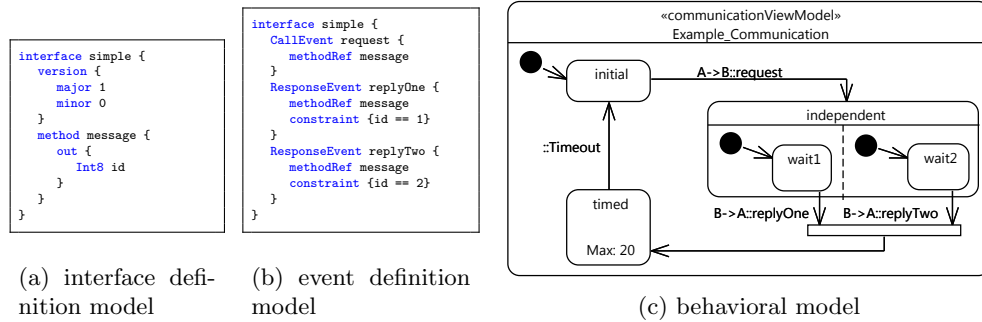 interface simple {
version {
major 1
minor 0
}
method message {
out {
Int8 id
}
}
}
(a) interface defi-
nition model
interface simple {
CallEvent request {
methodRef message
}
ResponseEvent replyOne {
methodRef message
constraint {id == 1}
}
ResponseEvent replyTwo {
methodRef message
constraint {id == 2}
}
}
(b) event definition
model
«communicationViewModel»
Example_Communication
initial
A->B::request
independent
wait1
wait2
::Timeout
timed
Max: 20
B->A::replyOne
B->A::replyTwo
(c) behavioral model